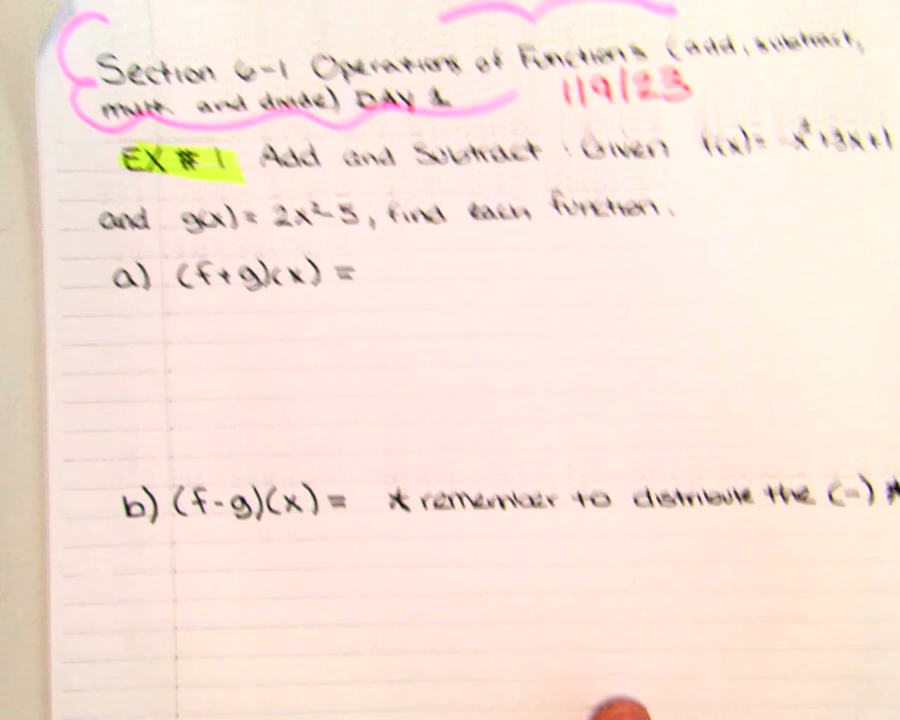 Section 6-1 Operations of Functions (add, subtract,
mult. and divide) DAY 1
1/9/23
EX # 1 Add and Subtract : Given f(x) = -x² + 3x + 1
and g(x) = 2x² - 5, find each function.
a) (f+g)(x) =
b) (f-g)(x) = * remember to distribute the (-) *